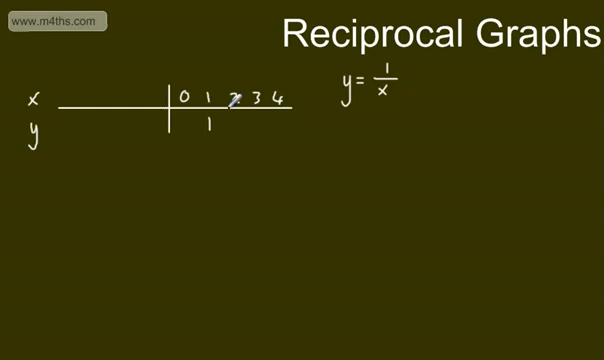 www.m4ths.com
Reciprocal Graphs
y = 1/x
x 0 1 2 3 4
y 1